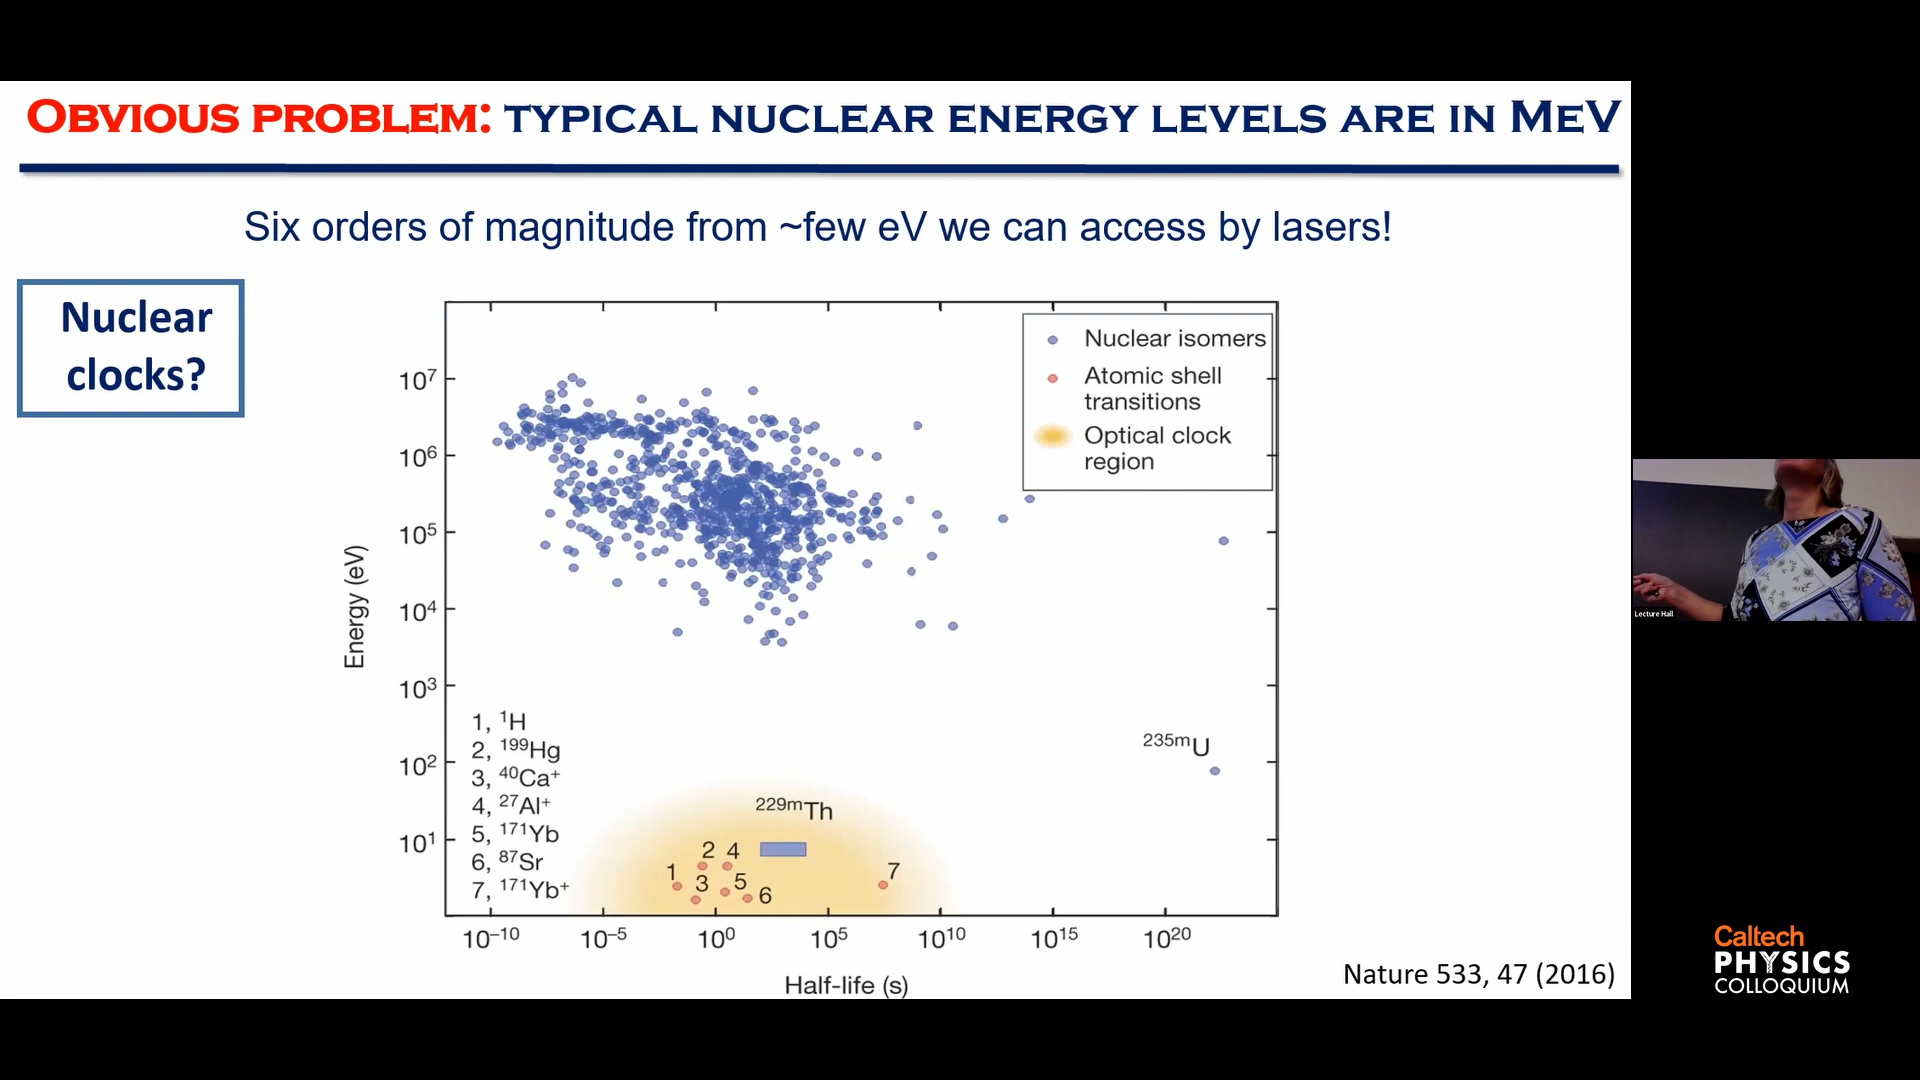 OBVIOUS PROBLEM: TYPICAL NUCLEAR ENERGY LEVELS ARE IN MEV
Six orders of magnitude from ~few eV we can access by lasers!
Nuclear
clocks?
Nuclear isomers
Atomic shell
transitions
Optical clock
region
Energy (eV)
10⁷
10⁶
10⁵
10⁴
10³
10²
10¹
1, ¹H
2, ¹⁹⁹Hg
3, ⁴⁰Ca⁺
4, ²⁷Al⁺
5, ¹⁷¹Yb
6, ⁸⁷Sr
7, ¹⁷¹Yb⁺
²³⁵ᵐU
²²⁹ᵐTh
2 4
1 3 5 6
7
10⁻¹⁰ 10⁻⁵ 10⁰ 10⁵ 10¹⁰ 10¹⁵ 10²⁰
Half-life (s)
Nature 533, 47 (2016)
Lecture Hall
Caltech
PHYSICS
COLLOQUIUM